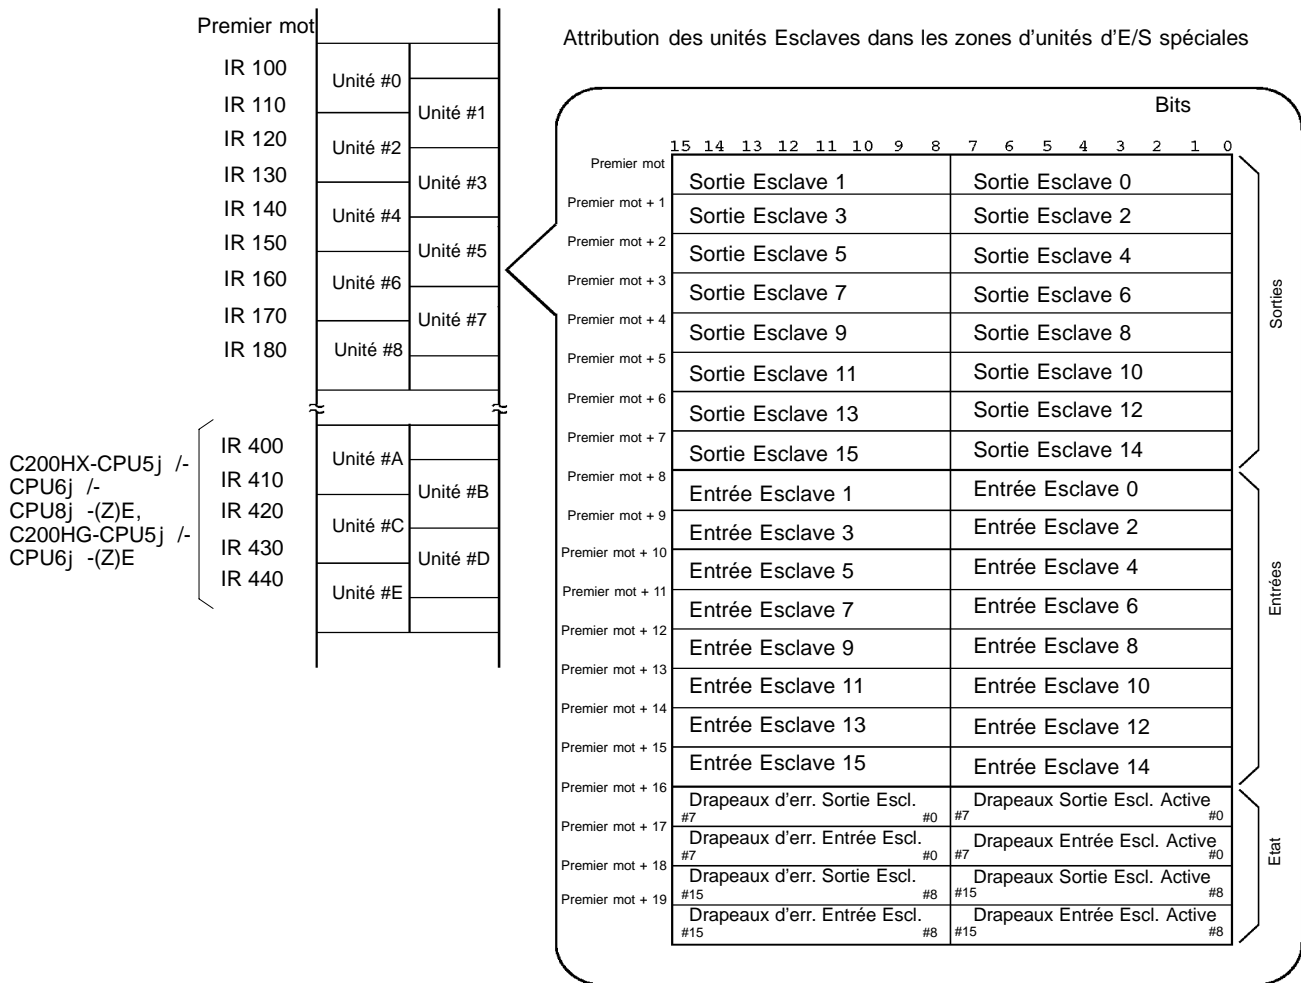 Premier mot
IR 100
IR 110
IR 120
IR 130
IR 140
IR 150
IR 160
IR 170
IR 180
Unité #0
Unité #1
Unité #2
Unité #3
Unité #4
Unité #5
Unité #6
Unité #7
Unité #8
≈ ≈
C200HX-CPU5j /-
CPU6j /-
CPU8j -(Z)E,
C200HG-CPU5j /-
CPU6j -(Z)E
IR 400
IR 410
IR 420
IR 430
IR 440
Unité #A
Unité #B
Unité #C
Unité #D
Unité #E
Attribution des unités Esclaves dans les zones d'unités d'E/S spéciales
Bits
15 14 13 12 11 10 9 8 7 6 5 4 3 2 1 0
Premier mot
Sortie Esclave 1 Sortie Esclave 0
Premier mot + 1
Sortie Esclave 3 Sortie Esclave 2
Premier mot + 2
Sortie Esclave 5 Sortie Esclave 4
Premier mot + 3
Sortie Esclave 7 Sortie Esclave 6
Premier mot + 4
Sortie Esclave 9 Sortie Esclave 8
Premier mot + 5
Sortie Esclave 11 Sortie Esclave 10
Premier mot + 6
Sortie Esclave 13 Sortie Esclave 12
Premier mot + 7
Sortie Esclave 15 Sortie Esclave 14
Sorties
Premier mot + 8
Entrée Esclave 1 Entrée Esclave 0
Premier mot + 9
Entrée Esclave 3 Entrée Esclave 2
Premier mot + 10
Entrée Esclave 5 Entrée Esclave 4
Premier mot + 11
Entrée Esclave 7 Entrée Esclave 6
Premier mot + 12
Entrée Esclave 9 Entrée Esclave 8
Premier mot + 13
Entrée Esclave 11 Entrée Esclave 10
Premier mot + 14
Entrée Esclave 13 Entrée Esclave 12
Premier mot + 15
Entrée Esclave 15 Entrée Esclave 14
Entrées
Premier mot + 16
Drapeaux d'err. Sortie Escl. Drapeaux Sortie Escl. Active
#7 #0 #7 #0
Premier mot + 17
Drapeaux d'err. Entrée Escl. Drapeaux Entrée Escl. Active
#7 #0 #7 #0
Premier mot + 18
Drapeaux d'err. Sortie Escl. Drapeaux Sortie Escl. Active
#15 #8 #15 #8
Premier mot + 19
Drapeaux d'err. Entrée Escl. Drapeaux Entrée Escl. Active
#15 #8 #15 #8
Etat